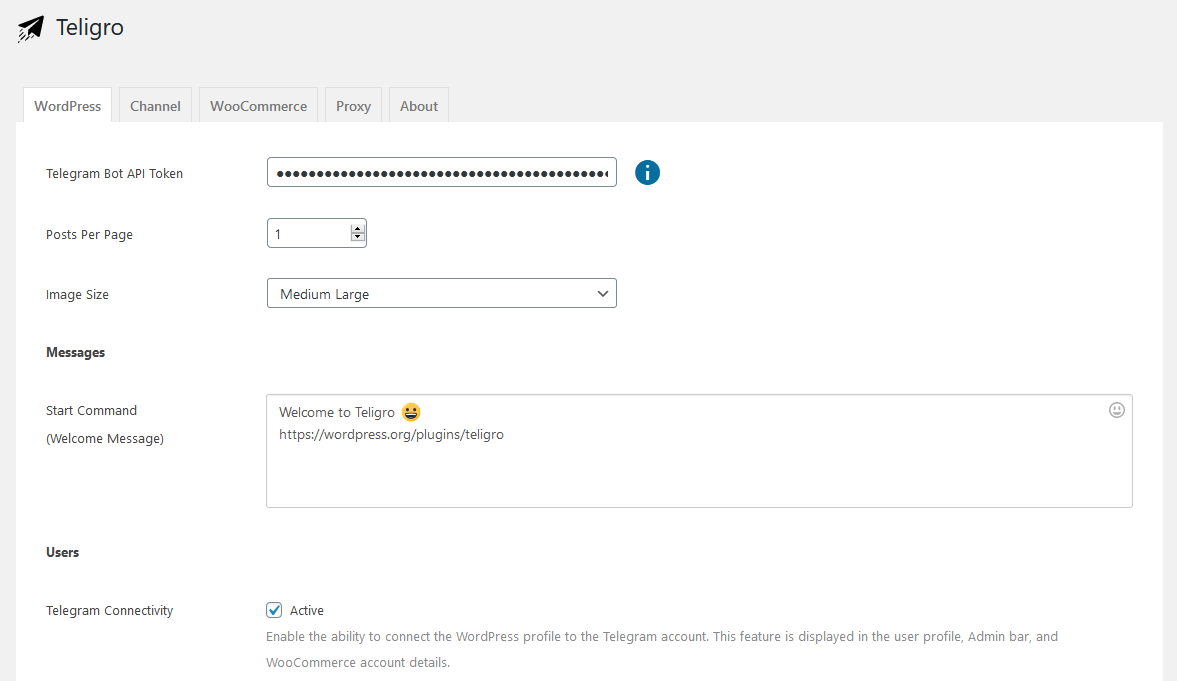 Teligro
WordPress
Channel
WooCommerce
Proxy
About
Telegram Bot API Token
Posts Per Page
1
Image Size
Medium Large
Messages
Start Command
(Welcome Message)
Welcome to Teligro 😀
https://wordpress.org/plugins/teligro
Users
Telegram Connectivity
Active
Enable the ability to connect the WordPress profile to the Telegram account. This feature is displayed in the user profile, Admin bar, and
WooCommerce account details.